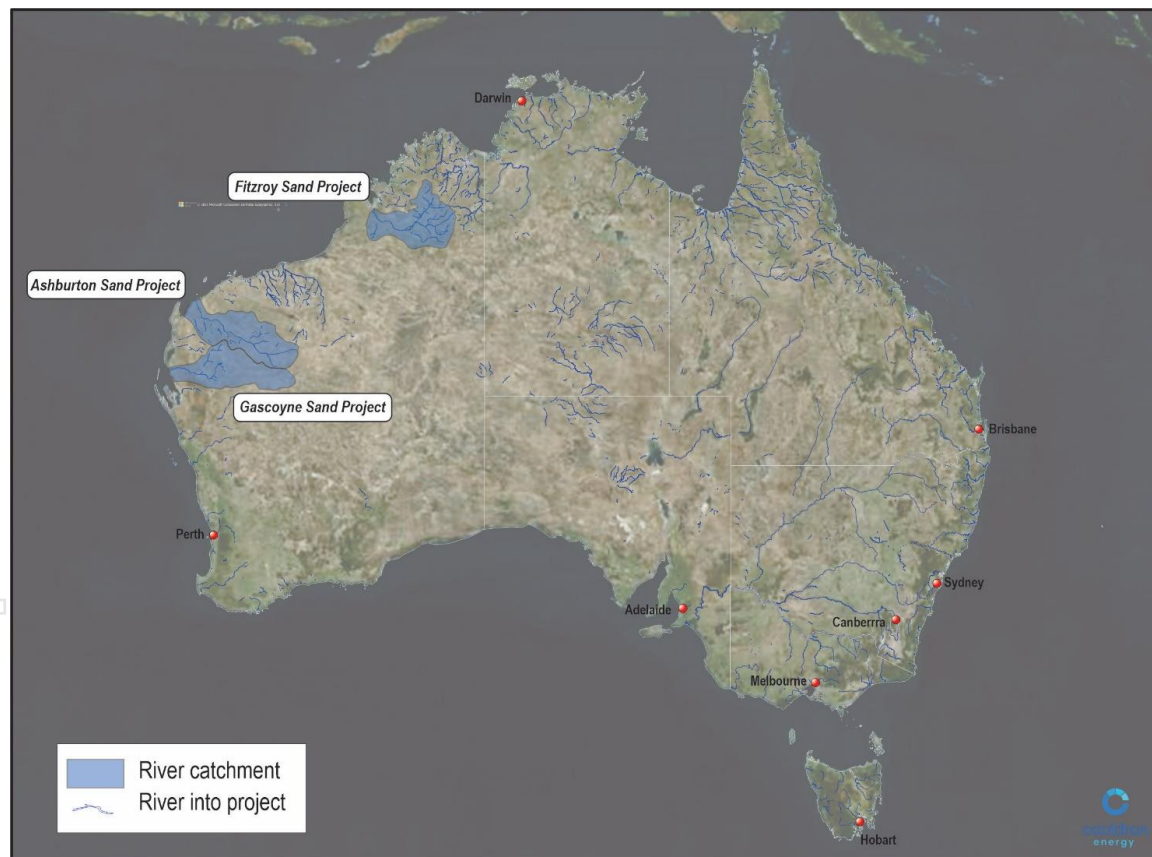 Darwin
Fitzroy Sand Project
Ashburton Sand Project
Gascoyne Sand Project
Brisbane
Perth
Sydney
Adelaide
Canberrra
Melbourne
River catchment
River into project
Hobart
energy